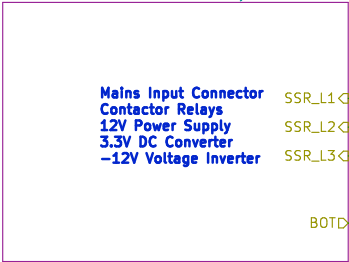 Mains Input Connector
Contactor Relays
12V Power Supply
3.3V DC Converter
-12V Voltage Inverter
SSR_L1
SSR_L2
SSR_L3
BOT